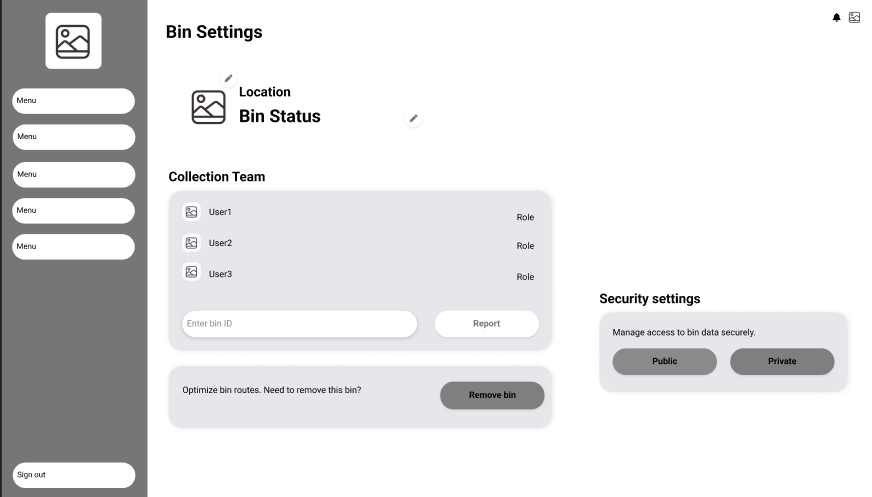 Menu
Menu
Menu
Menu
Menu
Sign out
Bin Settings
Location
Bin Status
Collection Team
User1
Role
User2
Role
User3
Role
Enter bin ID
Report
Optimize bin routes. Need to remove this bin?
Remove bin
Security settings
Manage access to bin data securely.
Public
Private